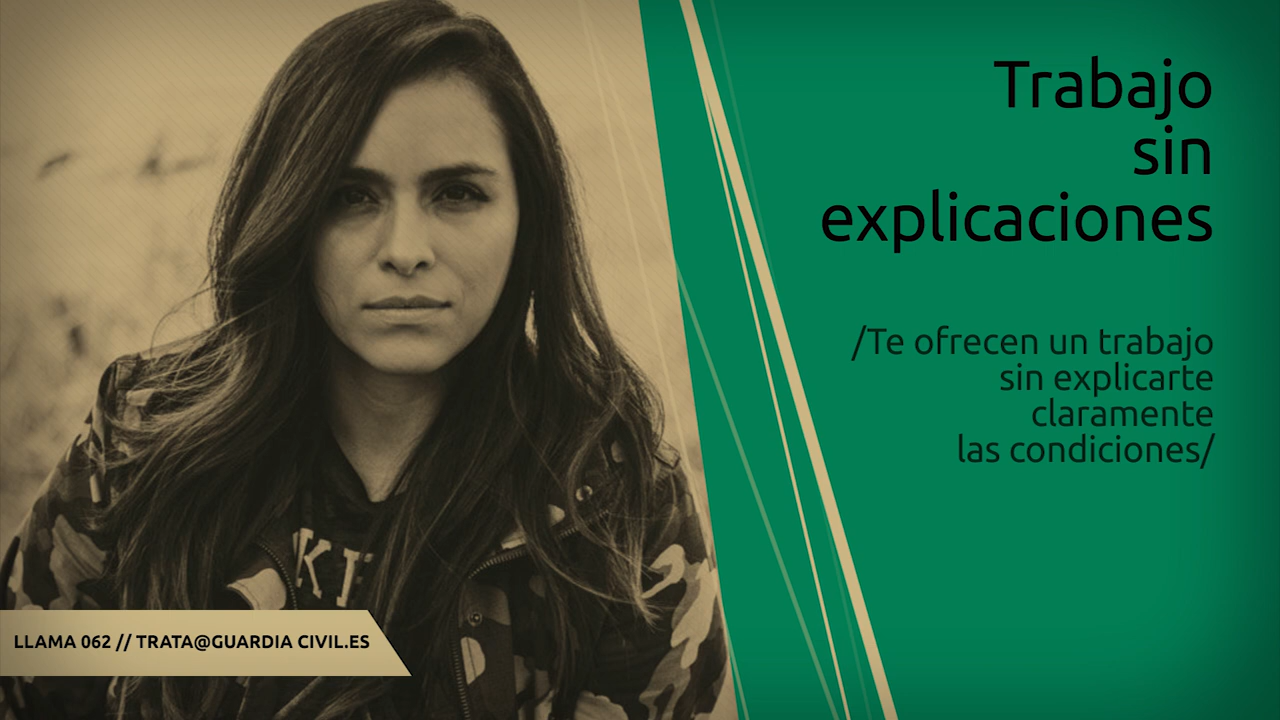 Trabajo
sin
explicaciones
/Te ofrecen un trabajo
sin explicarte
claramente
las condiciones/
LLAMA 062 // TRATA@GUARDIA CIVIL.ES